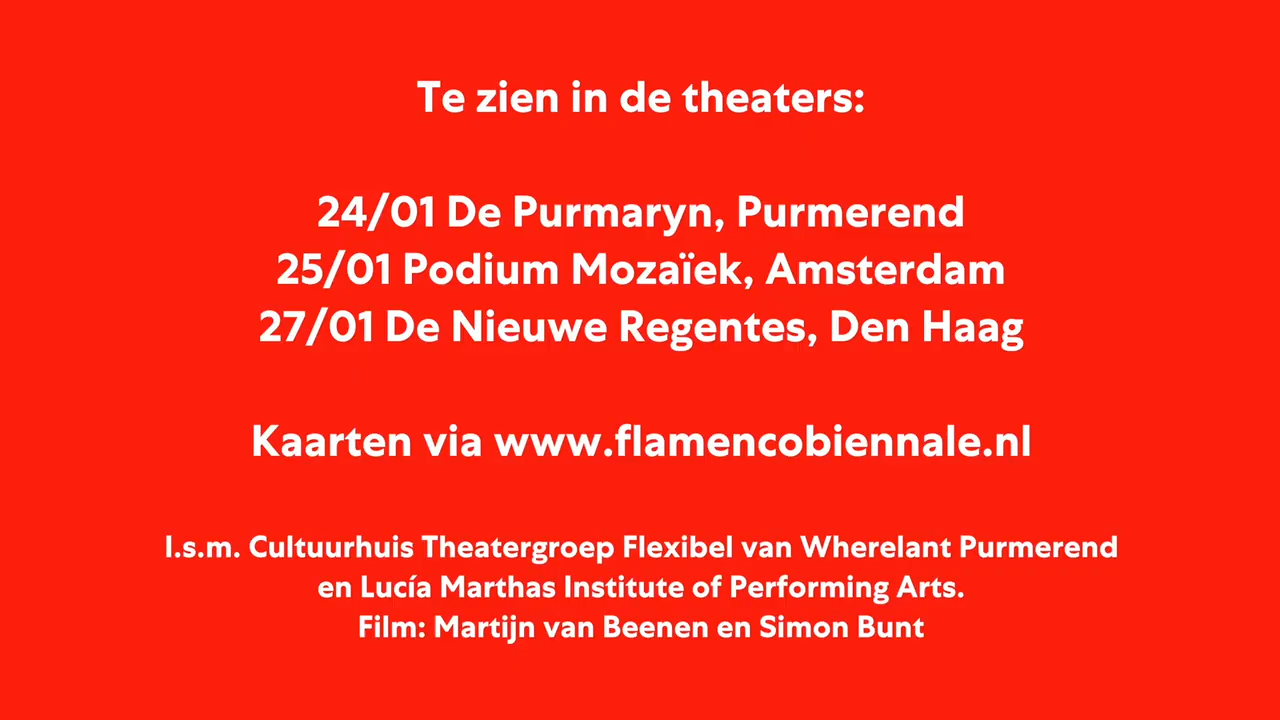 Te zien in de theaters:
24/01 De Purmaryn, Purmerend
25/01 Podium Mozaïek, Amsterdam
27/01 De Nieuwe Regentes, Den Haag
Kaarten via www.flamencobiennale.nl
I.s.m. Cultuurhuis Theatergroep Flexibel van Wherelant Purmerend
en Lucía Marthas Institute of Performing Arts.
Film: Martijn van Beenen en Simon Bunt